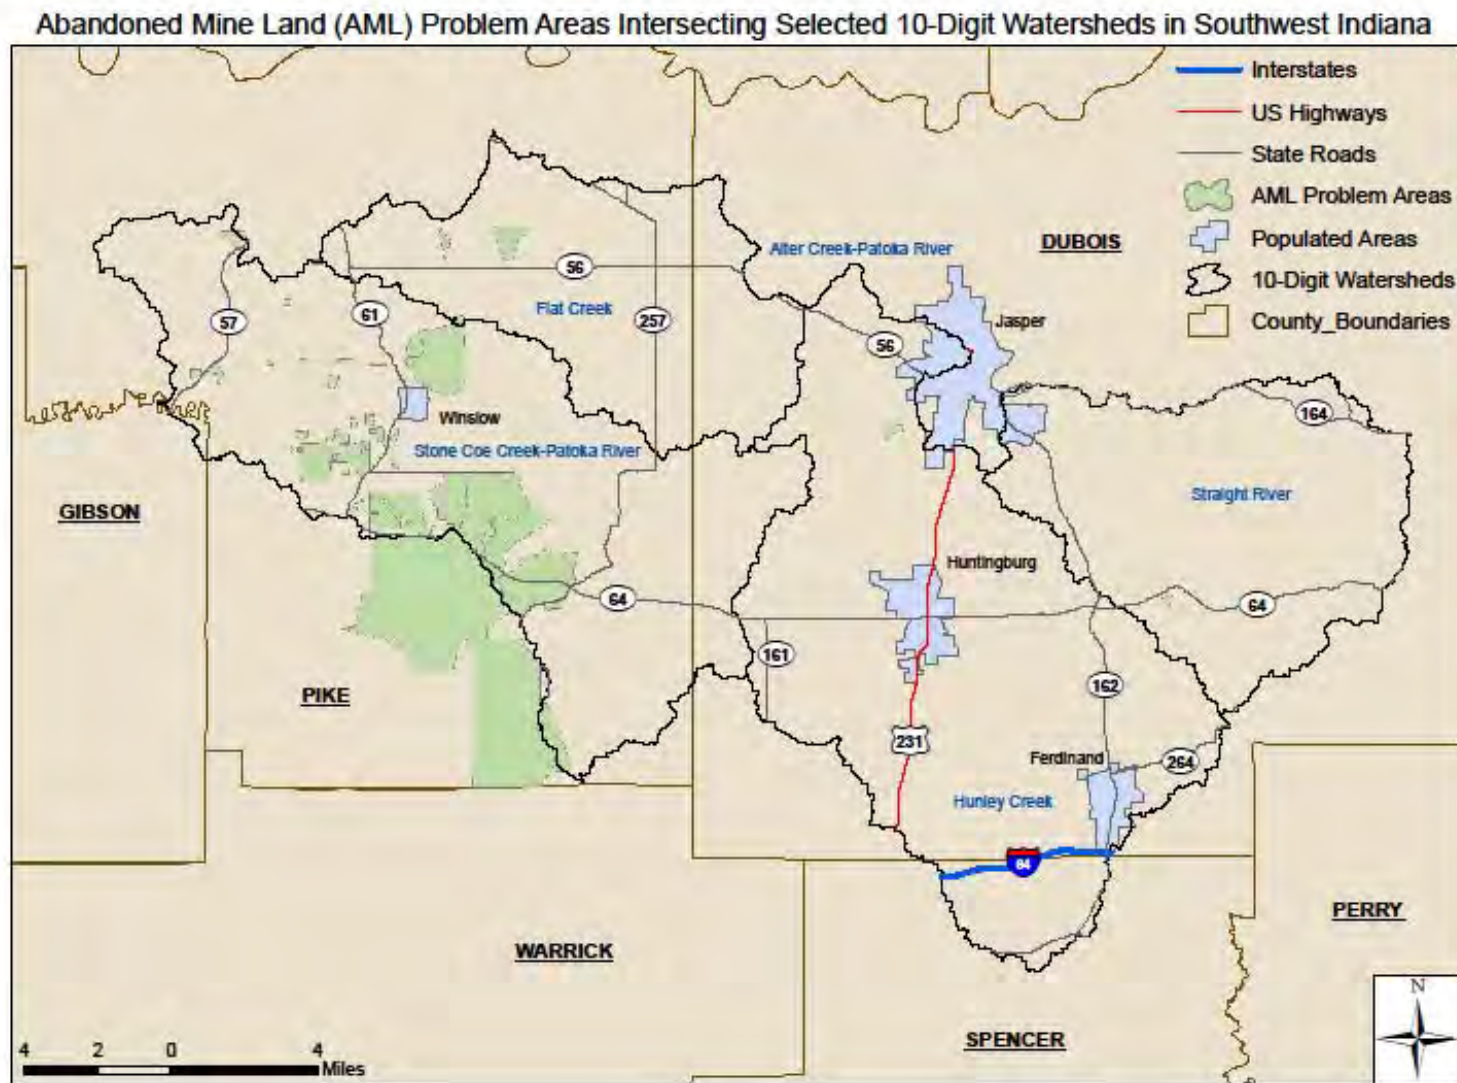 Abandoned Mine Land (AML) Problem Areas Intersecting Selected 10-Digit Watersheds in Southwest Indiana
Interstates
US Highways
State Roads
AML Problem Areas
Populated Areas
10-Digit Watersheds
County_Boundaries
Alter Creek-Patoka River
DUBOIS
56
Flat Creek
61
57
257
Jasper
56
Winslow
164
Stone Coe Creek-Patoka River
Straight River
GIBSON
Huntingburg
64
64
161
PIKE
162
231
Ferdinand
264
Hunley Creek
64
PERRY
WARRICK
SPENCER
N
4 2 0 4
Miles